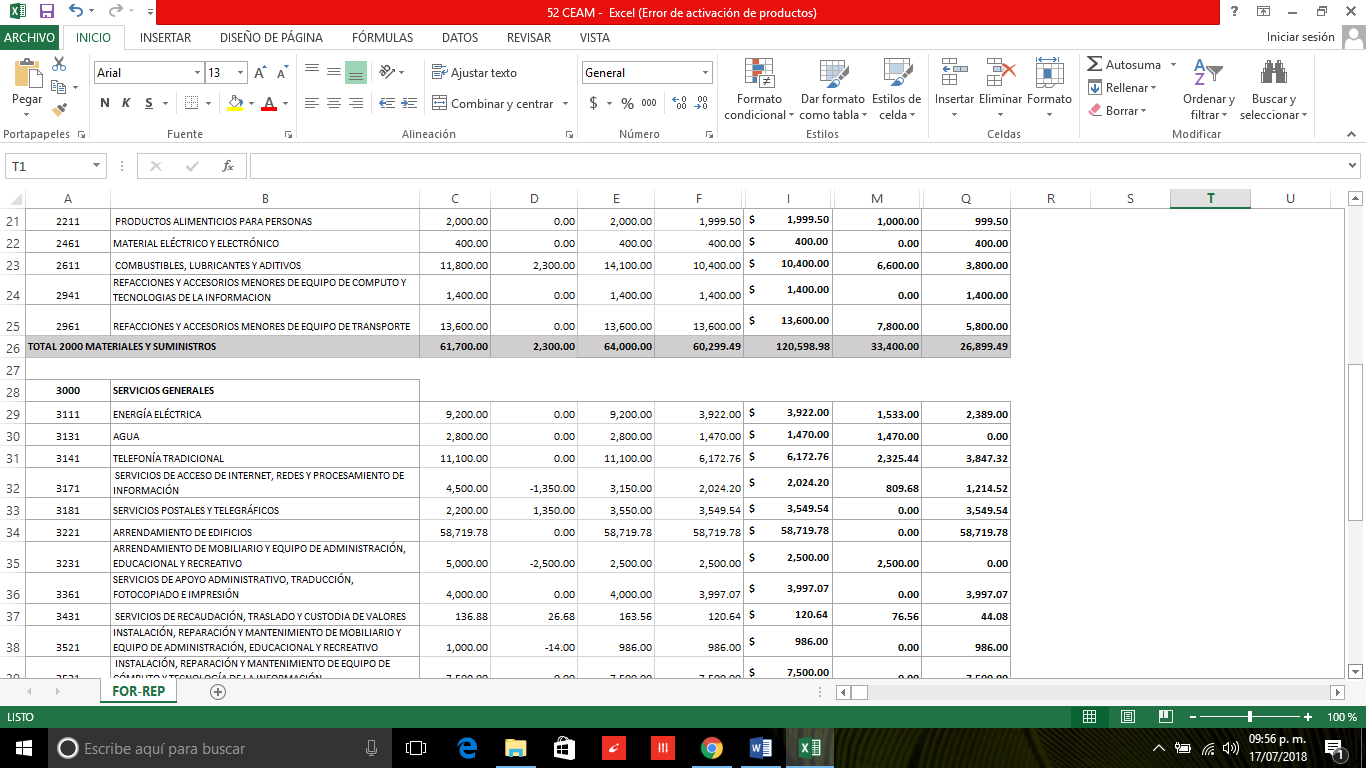 52 CEAM - Excel (Error de activación de productos)
ARCHIVO INICIO INSERTAR DISEÑO DE PÁGINA FÓRMULAS DATOS REVISAR VISTA Iniciar sesión
Arial 13 Ajustar texto General Autosuma
Pegar Rellenar
N K S Combinar y centrar $ % 000 Formato condicional Dar formato como tabla Estilos de celda Insertar Eliminar Formato Borrar Ordenar y filtrar Buscar y seleccionar
Portapapeles Fuente Alineación Número Estilos Celdas Modificar
T1 fx
A B C D E F I M Q R S T U
21 2211 PRODUCTOS ALIMENTICIOS PARA PERSONAS 2,000.00 0.00 2,000.00 1,999.50 $ 1,999.50 1,000.00 999.50
22 2461 MATERIAL ELÉCTRICO Y ELECTRÓNICO 400.00 0.00 400.00 400.00 $ 400.00 0.00 400.00
23 2611 COMBUSTIBLES, LUBRICANTES Y ADITIVOS 11,800.00 2,300.00 14,100.00 10,400.00 $ 10,400.00 6,600.00 3,800.00
REFACCIONES Y ACCESORIOS MENORES DE EQUIPO DE COMPUTO Y
24 2941 TECNOLOGIAS DE LA INFORMACION 1,400.00 0.00 1,400.00 1,400.00 $ 1,400.00 0.00 1,400.00
25 2961 REFACCIONES Y ACCESORIOS MENORES DE EQUIPO DE TRANSPORTE 13,600.00 0.00 13,600.00 13,600.00 $ 13,600.00 7,800.00 5,800.00
26 TOTAL 2000 MATERIALES Y SUMINISTROS 61,700.00 2,300.00 64,000.00 60,299.49 120,598.98 33,400.00 26,899.49
27
28 3000 SERVICIOS GENERALES
29 3111 ENERGÍA ELÉCTRICA 9,200.00 0.00 9,200.00 3,922.00 $ 3,922.00 1,533.00 2,389.00
30 3131 AGUA 2,800.00 0.00 2,800.00 1,470.00 $ 1,470.00 1,470.00 0.00
31 3141 TELEFONÍA TRADICIONAL 11,100.00 0.00 11,100.00 6,172.76 $ 6,172.76 2,325.44 3,847.32
SERVICIOS DE ACCESO DE INTERNET, REDES Y PROCESAMIENTO DE
32 3171 INFORMACIÓN 4,500.00 -1,350.00 3,150.00 2,024.20 $ 2,024.20 809.68 1,214.52
33 3181 SERVICIOS POSTALES Y TELEGRÁFICOS 2,200.00 1,350.00 3,550.00 3,549.54 $ 3,549.54 0.00 3,549.54
34 3221 ARRENDAMIENTO DE EDIFICIOS 58,719.78 0.00 58,719.78 58,719.78 $ 58,719.78 0.00 58,719.78
ARRENDAMIENTO DE MOBILIARIO Y EQUIPO DE ADMINISTRACIÓN,
35 3231 EDUCACIONAL Y RECREATIVO 5,000.00 -2,500.00 2,500.00 2,500.00 $ 2,500.00 2,500.00 0.00
SERVICIOS DE APOYO ADMINISTRATIVO, TRADUCCIÓN,
36 3361 FOTOCOPIADO E IMPRESIÓN 4,000.00 0.00 4,000.00 3,997.07 $ 3,997.07 0.00 3,997.07
37 3431 SERVICIOS DE RECAUDACIÓN, TRASLADO Y CUSTODIA DE VALORES 136.88 26.68 163.56 120.64 $ 120.64 76.56 44.08
INSTALACIÓN, REPARACIÓN Y MANTENIMIENTO DE MOBILIARIO Y
38 3521 EQUIPO DE ADMINISTRACIÓN, EDUCACIONAL Y RECREATIVO 1,000.00 -14.00 986.00 986.00 $ 986.00 0.00 986.00
INSTALACIÓN, REPARACIÓN Y MANTENIMIENTO DE EQUIPO DE
$ 7,500.00
FOR-REP
LISTO 100 %
Escribe aquí para buscar
09:56 p. m.
17/07/2018
1